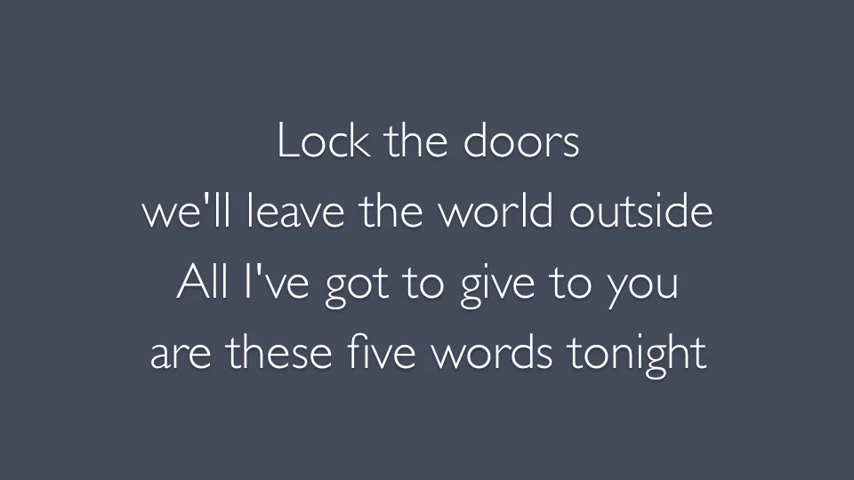 Lock the doors
we'll leave the world outside
All I've got to give to you
are these five words tonight